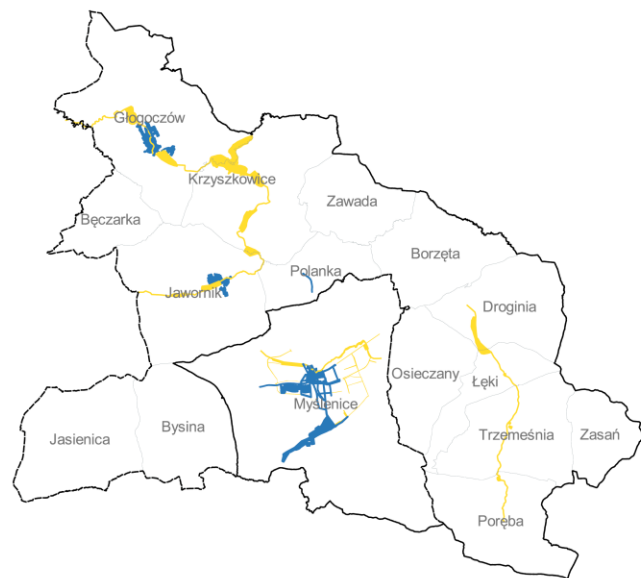 Głogoczów
Krzyszkowice
Zawada
Bęczarka
Borzęta
Polanka
Jawornik
Droginia
Osieczany
Łęki
Myślenice
Jasienica
Bysina
Trzemeśnia
Zasań
Poręba